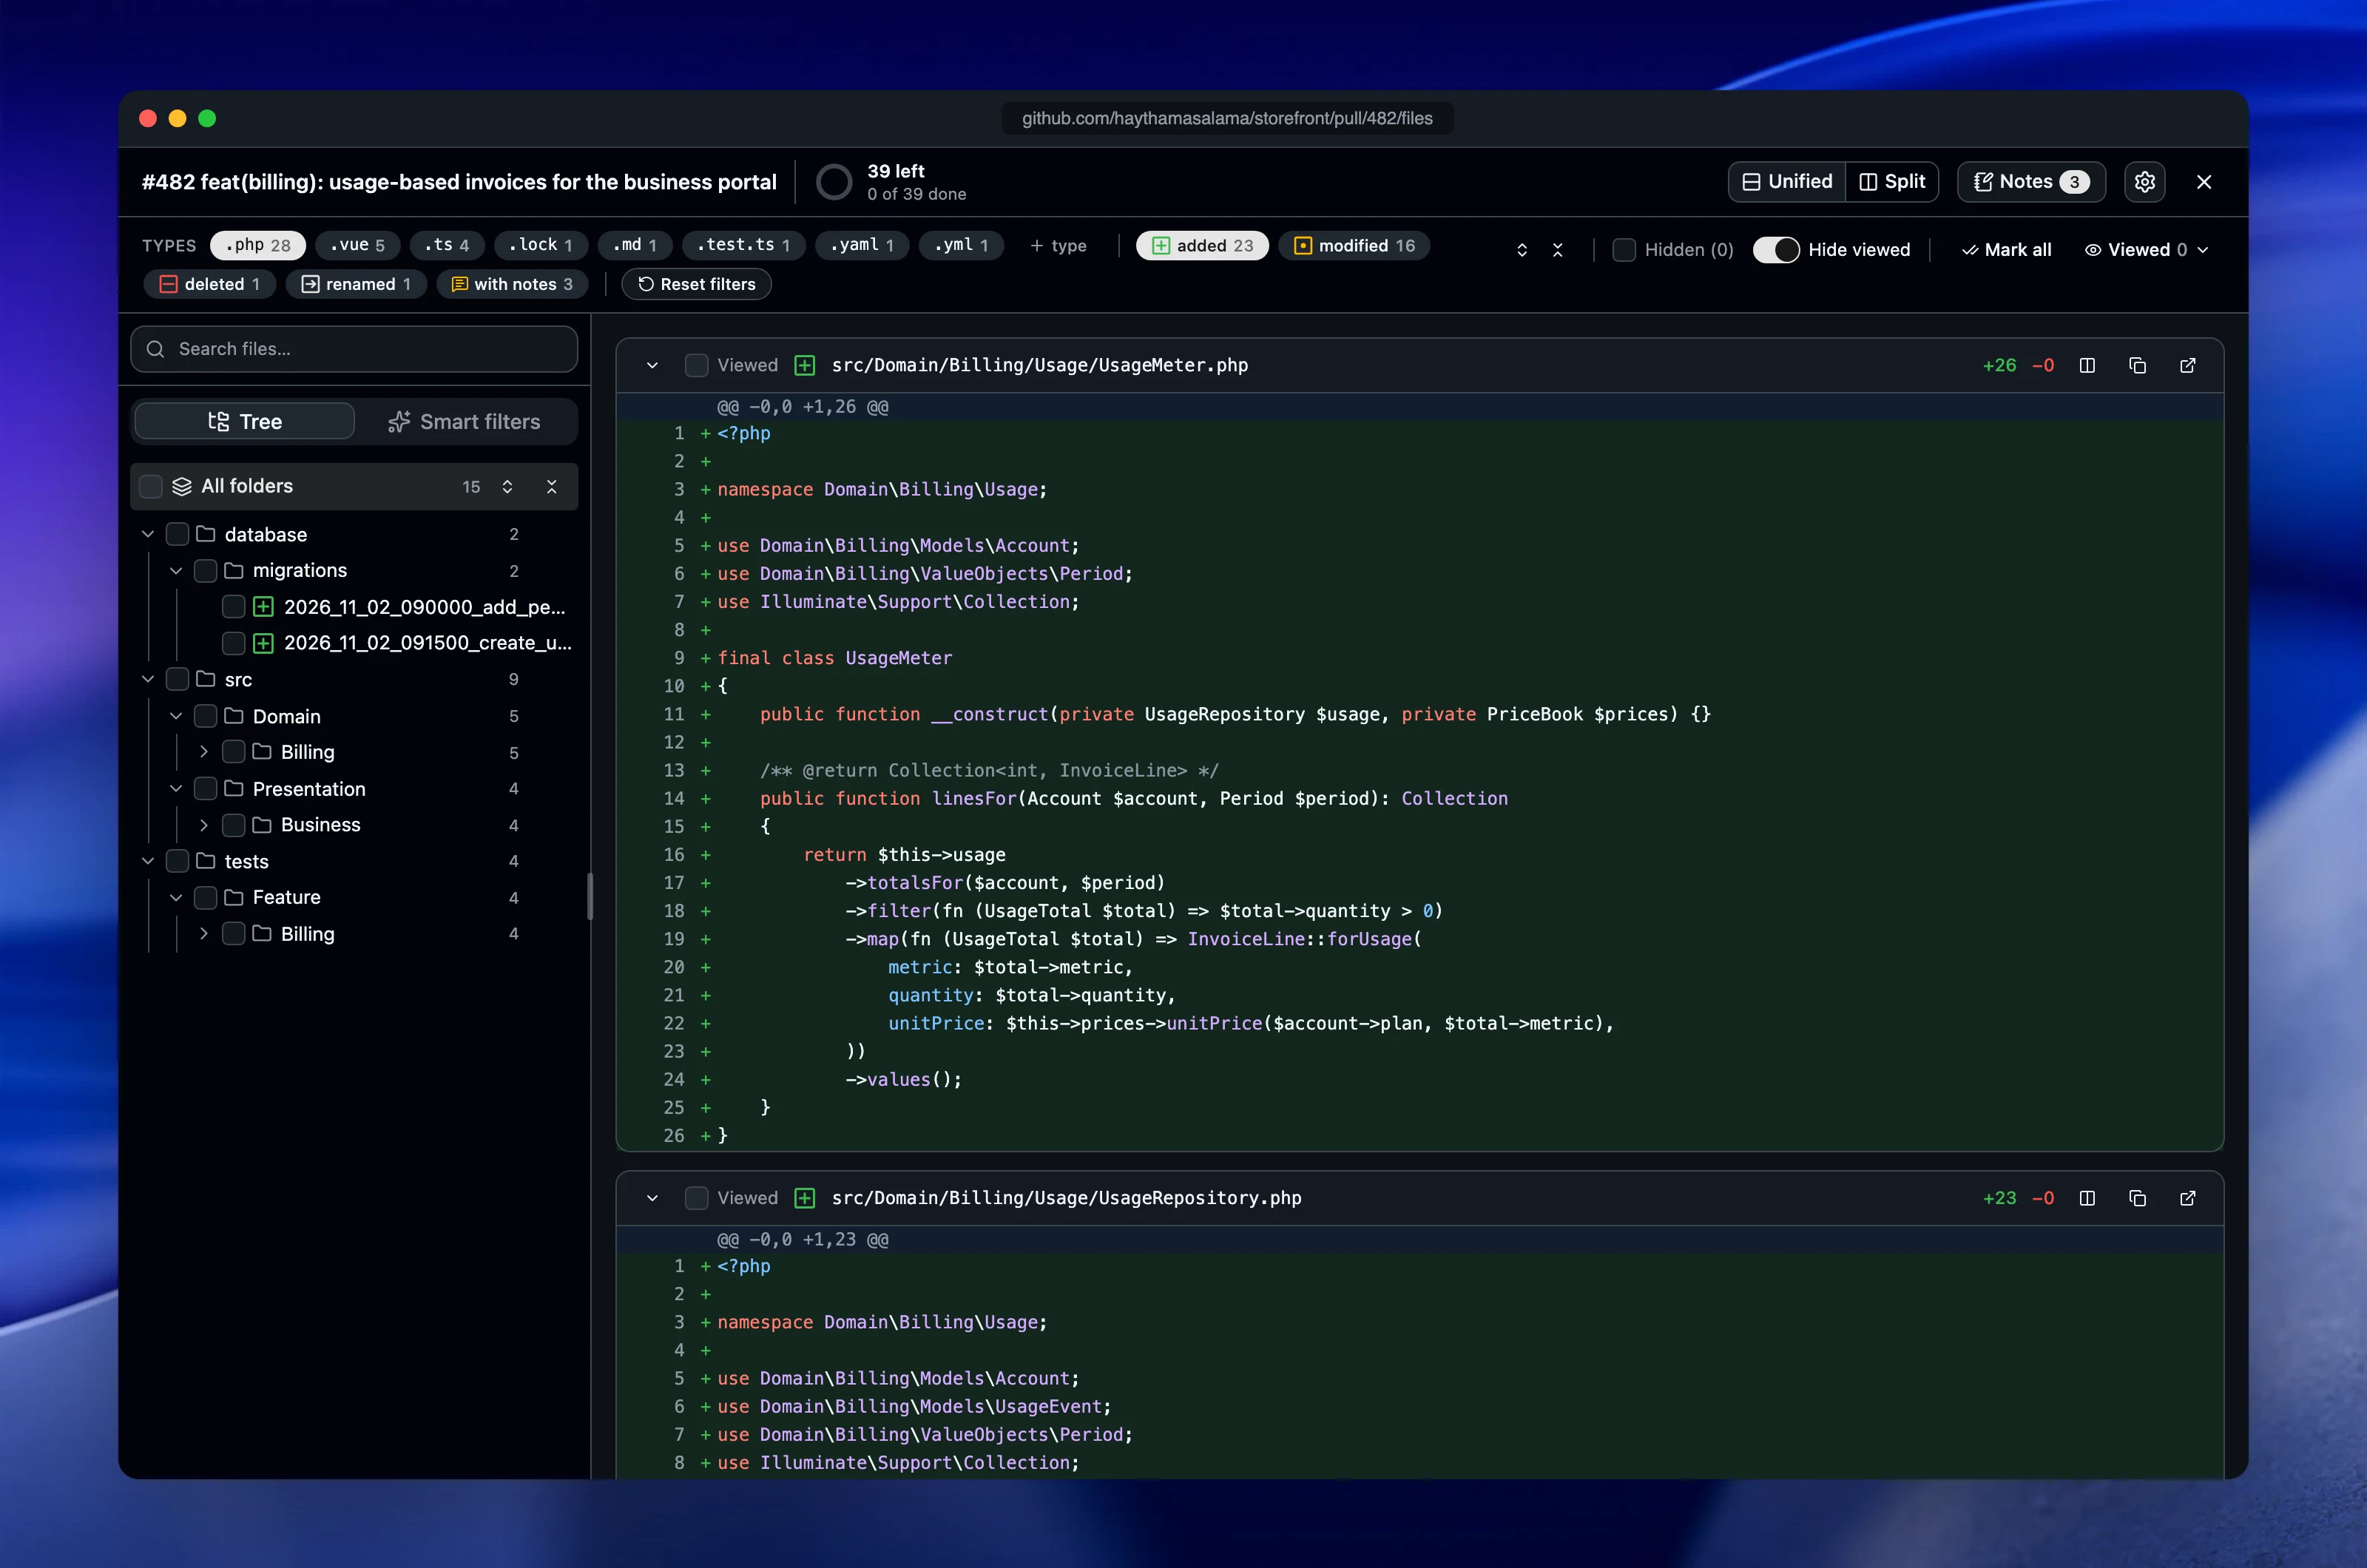 github.com/haythamasalama/storefront/pull/482/files
#482 feat(billing): usage-based invoices for the business portal
39 left
0 of 39 done
Unified
Split
Notes 3
TYPES .php 28 .vue 5 .ts 4 .lock 1 .md 1 .test.ts 1 .yaml 1 .yml 1 + type added 23 modified 16
Hidden (0) Hide viewed Mark all Viewed 0
deleted 1 renamed 1 with notes 3 Reset filters
Search files...
Tree Smart filters
All folders 15
database 2
migrations 2
2026_11_02_090000_add_pe...
2026_11_02_091500_create_u...
src 9
Domain 5
Billing 5
Presentation 4
Business 4
tests 4
Feature 4
Billing 4
Viewed src/Domain/Billing/Usage/UsageMeter.php +26 −0
@@ −0,0 +1,26 @@
1 +<?php
2 +
3 +namespace Domain\Billing\Usage;
4 +
5 +use Domain\Billing\Models\Account;
6 +use Domain\Billing\ValueObjects\Period;
7 +use Illuminate\Support\Collection;
8 +
9 +final class UsageMeter
10 +{
11 +    public function __construct(private UsageRepository $usage, private PriceBook $prices) {}
12 +
13 +    /** @return Collection<int, InvoiceLine> */
14 +    public function linesFor(Account $account, Period $period): Collection
15 +    {
16 +        return $this->usage
17 +            ->totalsFor($account, $period)
18 +            ->filter(fn (UsageTotal $total) => $total->quantity > 0)
19 +            ->map(fn (UsageTotal $total) => InvoiceLine::forUsage(
20 +                metric: $total->metric,
21 +                quantity: $total->quantity,
22 +                unitPrice: $this->prices->unitPrice($account->plan, $total->metric),
23 +            ))
24 +            ->values();
25 +    }
26 +}
Viewed src/Domain/Billing/Usage/UsageRepository.php +23 −0
@@ −0,0 +1,23 @@
1 +<?php
2 +
3 +namespace Domain\Billing\Usage;
4 +
5 +use Domain\Billing\Models\Account;
6 +use Domain\Billing\Models\UsageEvent;
7 +use Domain\Billing\ValueObjects\Period;
8 +use Illuminate\Support\Collection;